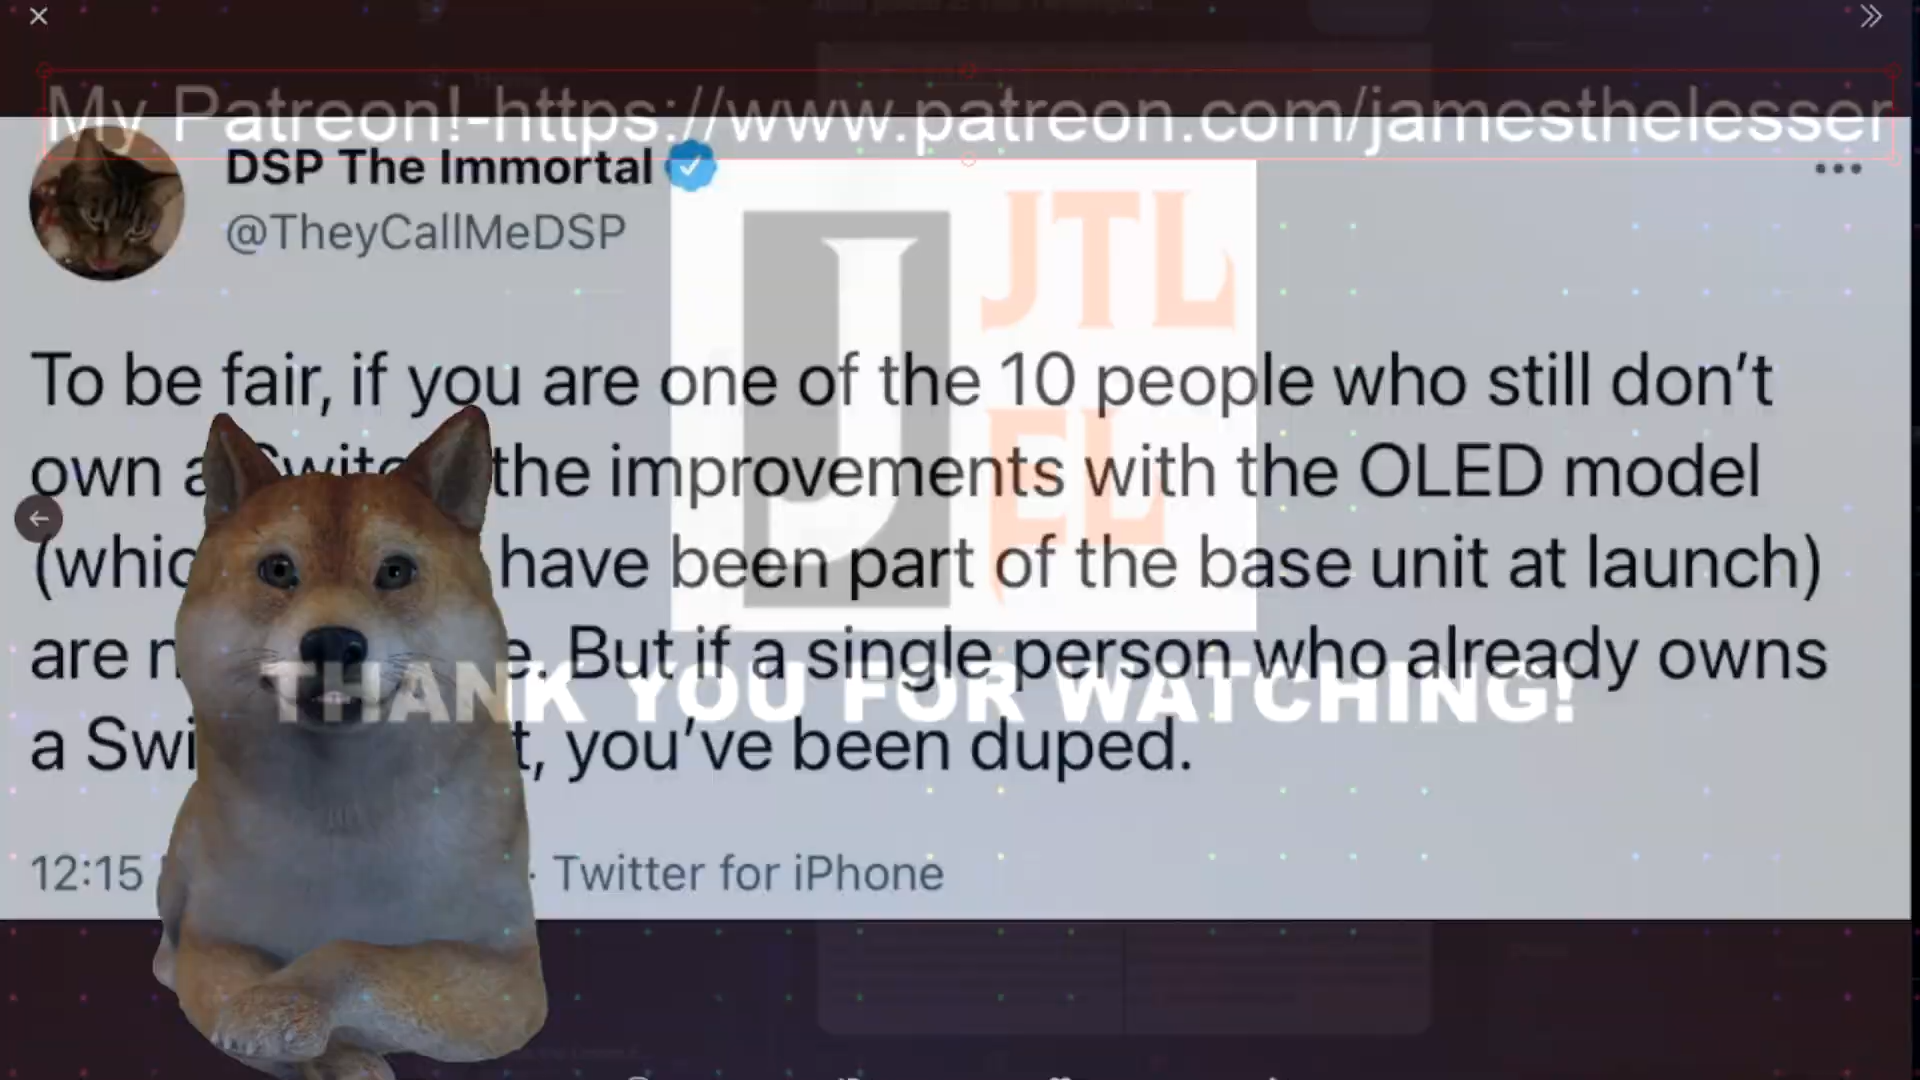 My Patreon!-https://www.patreon.com/jamesthelesser
DSP The Immortal
@TheyCallMeDSP
J
JTL
EL
To be fair, if you are one of the 10 people who still don't
own a Switch the improvements with the OLED model
(whic have been part of the base unit at launch)
are n e. But if a single person who already owns
THANK YOU FOR WATCHING!
a Swi t, you've been duped.
12:15 · Twitter for iPhone